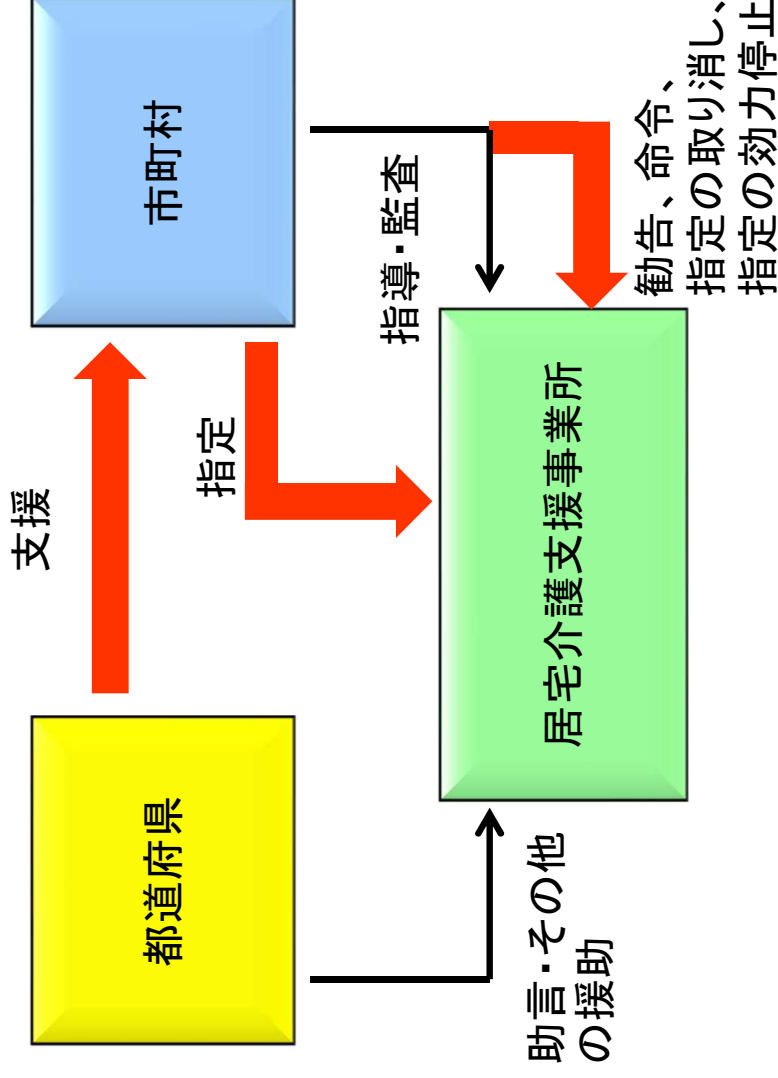 支援
都道府県
市町村
指定
指導・監査
助言・その他
の援助
居宅介護支援事業所
勧告、命令、
指定の取り消し、
指定の効力停止